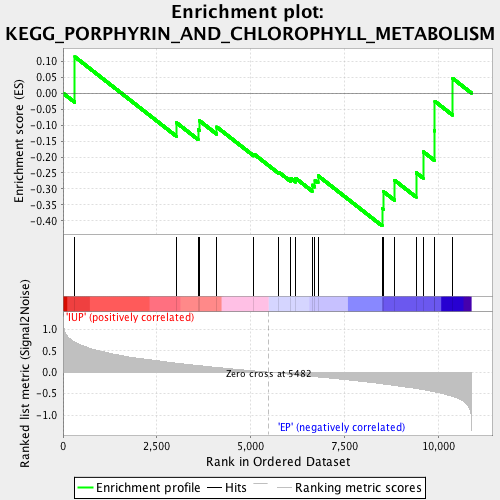 Enrichment plot:
KEGG_PORPHYRIN_AND_CHLOROPHYLL_METABOLISM
Enrichment score (ES)
0.10
0.05
0.00
-0.05
-0.10
-0.15
-0.20
-0.25
-0.30
-0.35
-0.40
'IUP' (positively correlated)
Ranked list metric (Signal2Noise)
1.0
0.5
0.0
-0.5
-1.0
Zero cross at 5482
'EP' (negatively correlated)
0 2,500 5,000 7,500 10,000
Rank in Ordered Dataset
Enrichment profile Hits Ranking metric scores